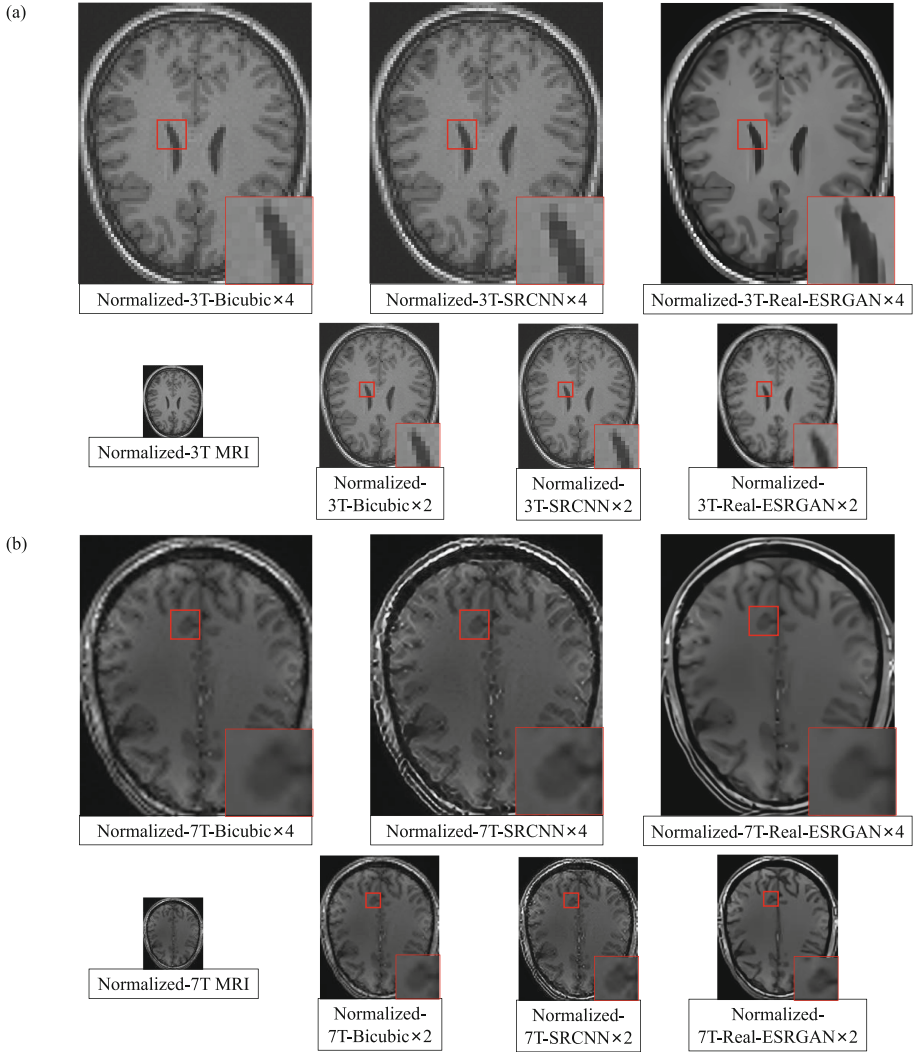 (a)
Normalized-3T-Bicubic×4
Normalized-3T-SRCNN×4
Normalized-3T-Real-ESRGAN×4
Normalized-3T MRI
Normalized-
3T-Bicubic×2
Normalized-
3T-SRCNN×2
Normalized-
3T-Real-ESRGAN×2
(b)
Normalized-7T-Bicubic×4
Normalized-7T-SRCNN×4
Normalized-7T-Real-ESRGAN×4
Normalized-7T MRI
Normalized-
7T-Bicubic×2
Normalized-
7T-SRCNN×2
Normalized-
7T-Real-ESRGAN×2